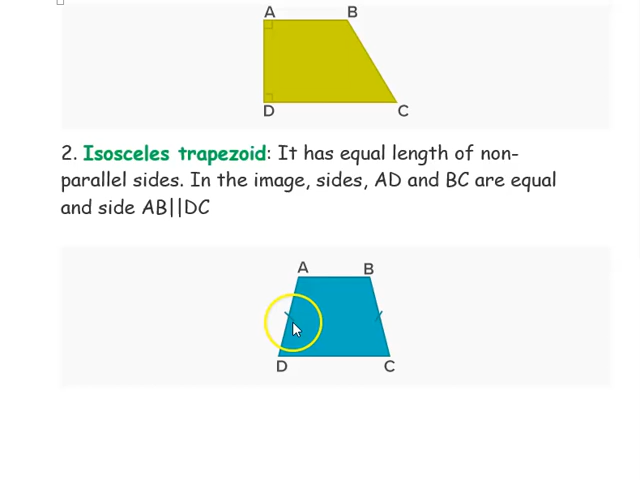 A B
D C
2. Isosceles trapezoid: It has equal length of non-
parallel sides. In the image, sides, AD and BC are equal
and side AB||DC
A B
D C